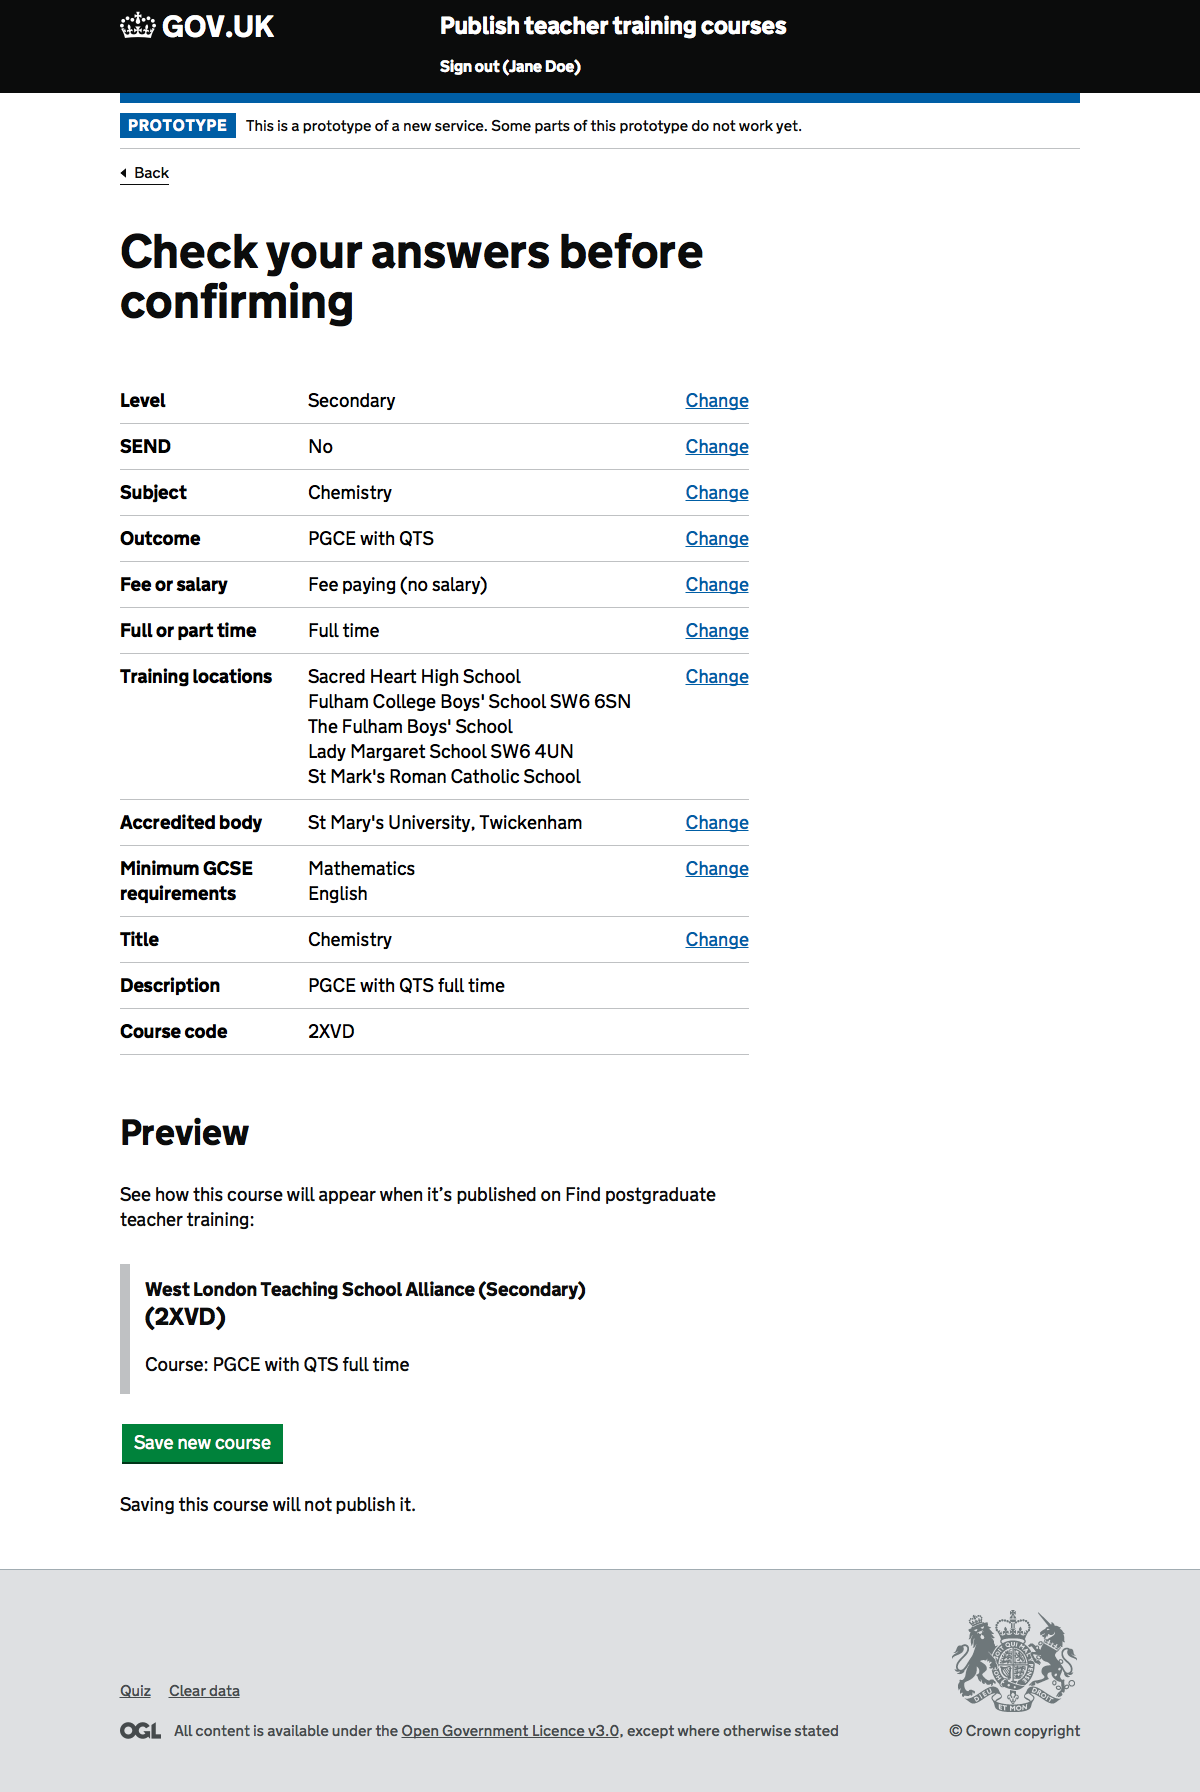 GOV.UK
Publish teacher training courses
Sign out (Jane Doe)
PROTOTYPE This is a prototype of a new service. Some parts of this prototype do not work yet.
Back
Check your answers before
confirming
Level Secondary Change
SEND No Change
Subject Chemistry Change
Outcome PGCE with QTS Change
Fee or salary Fee paying (no salary) Change
Full or part time Full time Change
Training locations Sacred Heart High School Change
Fulham College Boys' School SW6 6SN
The Fulham Boys' School
Lady Margaret School SW6 4UN
St Mark's Roman Catholic School
Accredited body St Mary's University, Twickenham Change
Minimum GCSE Mathematics Change
requirements English
Title Chemistry Change
Description PGCE with QTS full time
Course code 2XVD
Preview
See how this course will appear when it’s published on Find postgraduate
teacher training:
West London Teaching School Alliance (Secondary)
(2XVD)
Course: PGCE with QTS full time
Save new course
Saving this course will not publish it.
Quiz Clear data
OGL All content is available under the Open Government Licence v3.0, except where otherwise stated
DIEU ET MON DROIT
© Crown copyright